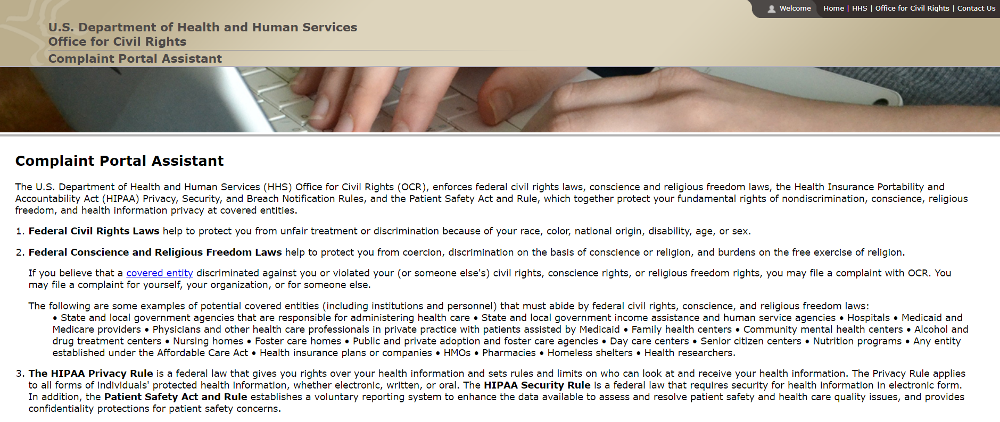 Welcome Home | HHS | Office for Civil Rights | Contact Us
U.S. Department of Health and Human Services
Office for Civil Rights
Complaint Portal Assistant
Complaint Portal Assistant
The U.S. Department of Health and Human Services (HHS) Office for Civil Rights (OCR), enforces federal civil rights laws, conscience and religious freedom laws, the Health Insurance Portability and
Accountability Act (HIPAA) Privacy, Security, and Breach Notification Rules, and the Patient Safety Act and Rule, which together protect your fundamental rights of nondiscrimination, conscience, religious
freedom, and health information privacy at covered entities.
1. Federal Civil Rights Laws help to protect you from unfair treatment or discrimination because of your race, color, national origin, disability, age, or sex.
2. Federal Conscience and Religious Freedom Laws help to protect you from coercion, discrimination on the basis of conscience or religion, and burdens on the free exercise of religion.
If you believe that a covered entity discriminated against you or violated your (or someone else's) civil rights, conscience rights, or religious freedom rights, you may file a complaint with OCR. You
may file a complaint for yourself, your organization, or for someone else.
The following are some examples of potential covered entities (including institutions and personnel) that must abide by federal civil rights, conscience, and religious freedom laws:
• State and local government agencies that are responsible for administering health care • State and local government income assistance and human service agencies • Hospitals • Medicaid and
Medicare providers • Physicians and other health care professionals in private practice with patients assisted by Medicaid • Family health centers • Community mental health centers • Alcohol and
drug treatment centers • Nursing homes • Foster care homes • Public and private adoption and foster care agencies • Day care centers • Senior citizen centers • Nutrition programs • Any entity
established under the Affordable Care Act • Health insurance plans or companies • HMOs • Pharmacies • Homeless shelters • Health researchers.
3. The HIPAA Privacy Rule is a federal law that gives you rights over your health information and sets rules and limits on who can look at and receive your health information. The Privacy Rule applies
to all forms of individuals' protected health information, whether electronic, written, or oral. The HIPAA Security Rule is a federal law that requires security for health information in electronic form.
In addition, the Patient Safety Act and Rule establishes a voluntary reporting system to enhance the data available to assess and resolve patient safety and health care quality issues, and provides
confidentiality protections for patient safety concerns.